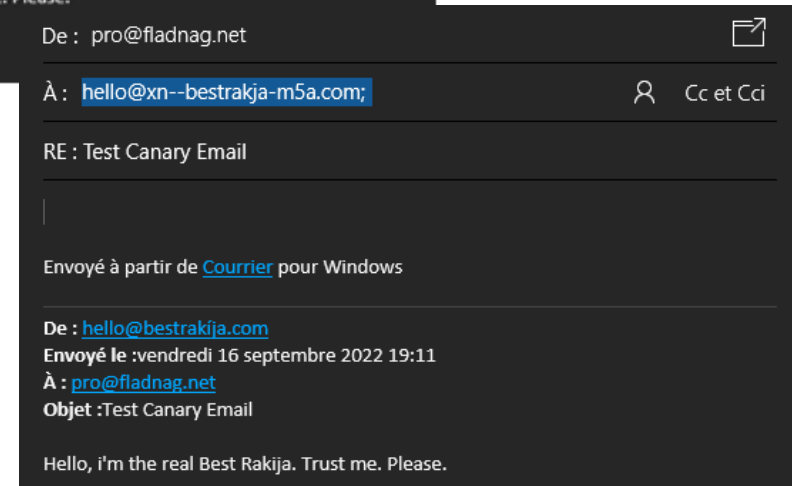 De : pro@fladnag.net
À : hello@xn--bestrakja-m5a.com;
Cc et Cci
RE : Test Canary Email
Envoyé à partir de Courrier pour Windows
De : hello@bestrakíja.com
Envoyé le :vendredi 16 septembre 2022 19:11
À : pro@fladnag.net
Objet :Test Canary Email
Hello, i'm the real Best Rakija. Trust me. Please.